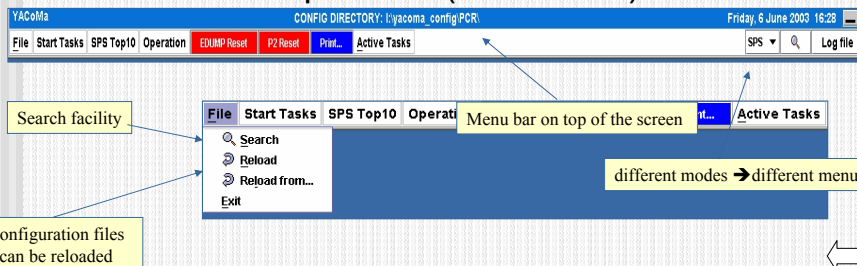 YACoMa CONFIG DIRECTORY: I:\yacoma_config\PCR\ Friday, 6 June 2003 16:28
File Start Tasks SPS Top10 Operation EDUMP Reset P2 Reset Print... Active Tasks SPS Log file
Search facility
File Start Tasks SPS Top10 Operati
Menu bar on top of the screen
nt... Active Tasks
Search
Reload
Reload from...
Exit
different modes ➔ different menu
onfiguration files
can be reloaded